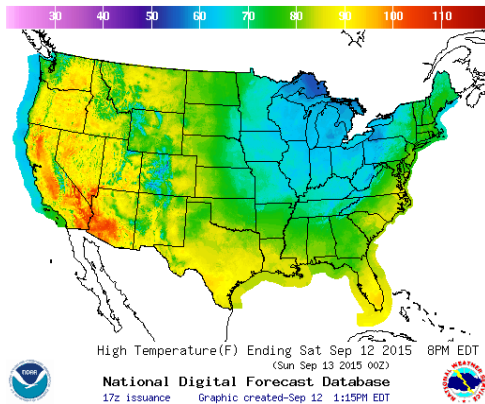 30 40 50 60 70 80 90 100 110
High Temperature(F) Ending Sat Sep 12 2015 8PM EDT
(Sun Sep 13 2015 00Z)
National Digital Forecast Database
17z issuance Graphic created-Sep 12 1:15PM EDT
NOAA